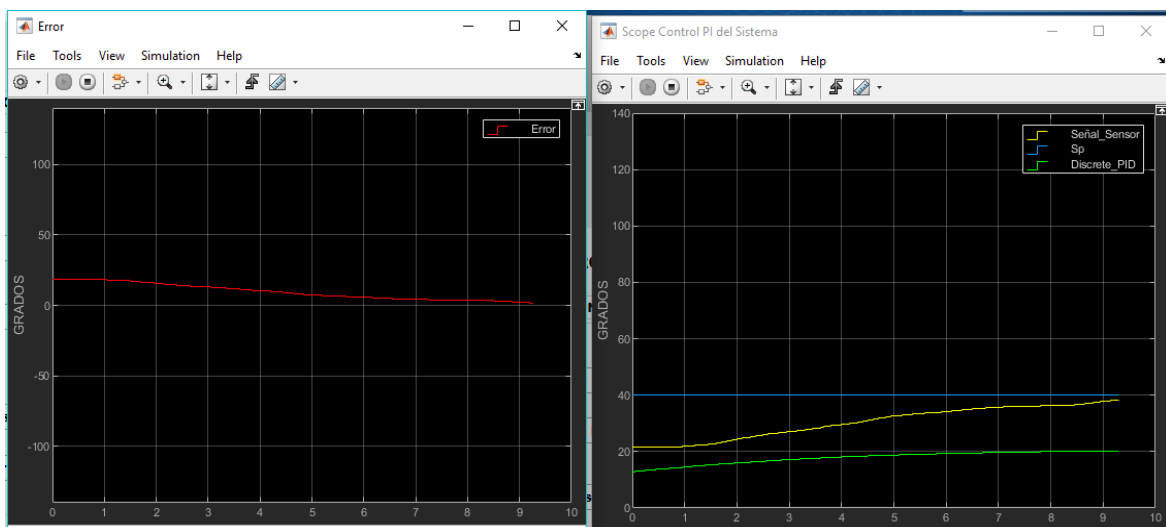 Error
File Tools View Simulation Help
Error
100
50
0
-50
-100
GRADOS
0 1 2 3 4 5 6 7 8 9 10
Scope Control PI del Sistema
File Tools View Simulation Help
Señal_Sensor
Sp
Discrete_PID
140
120
100
80
60
40
20
0
GRADOS
0 1 2 3 4 5 6 7 8 9 10